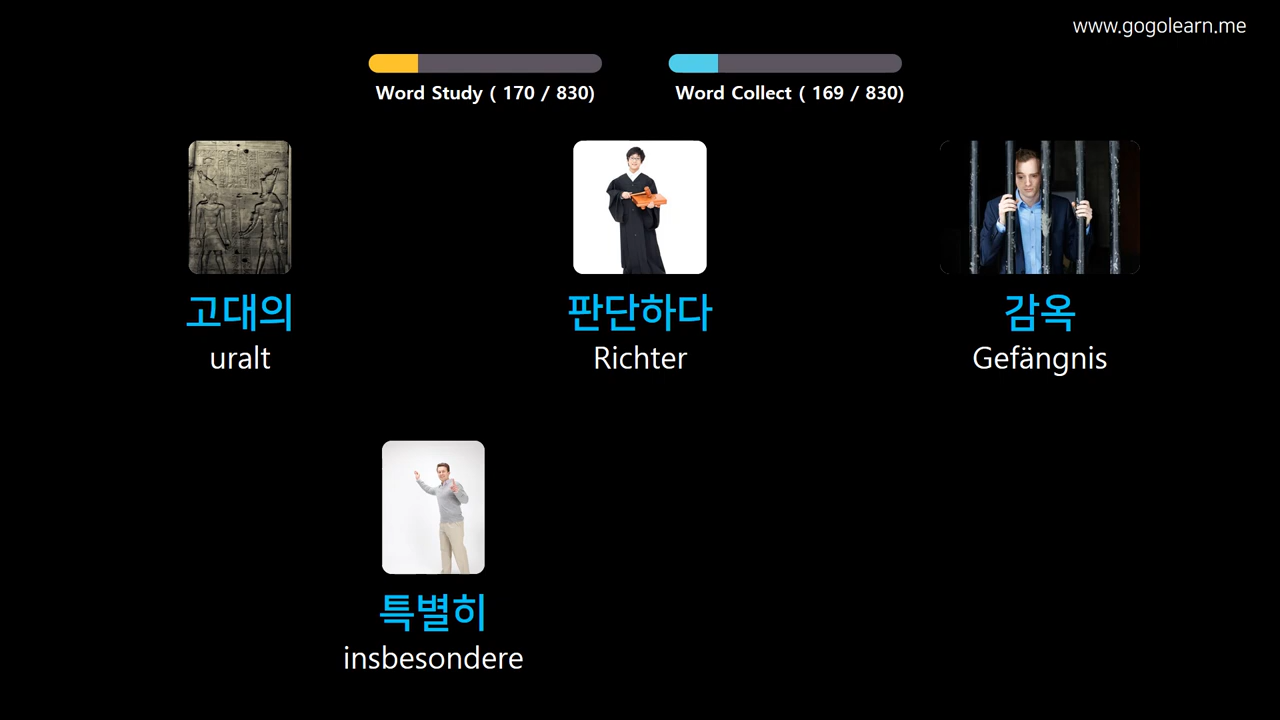 www.gogolearn.me
Word Study ( 170 / 830)
Word Collect ( 169 / 830)
고대의
uralt
판단하다
Richter
감옥
Gefängnis
특별히
insbesondere